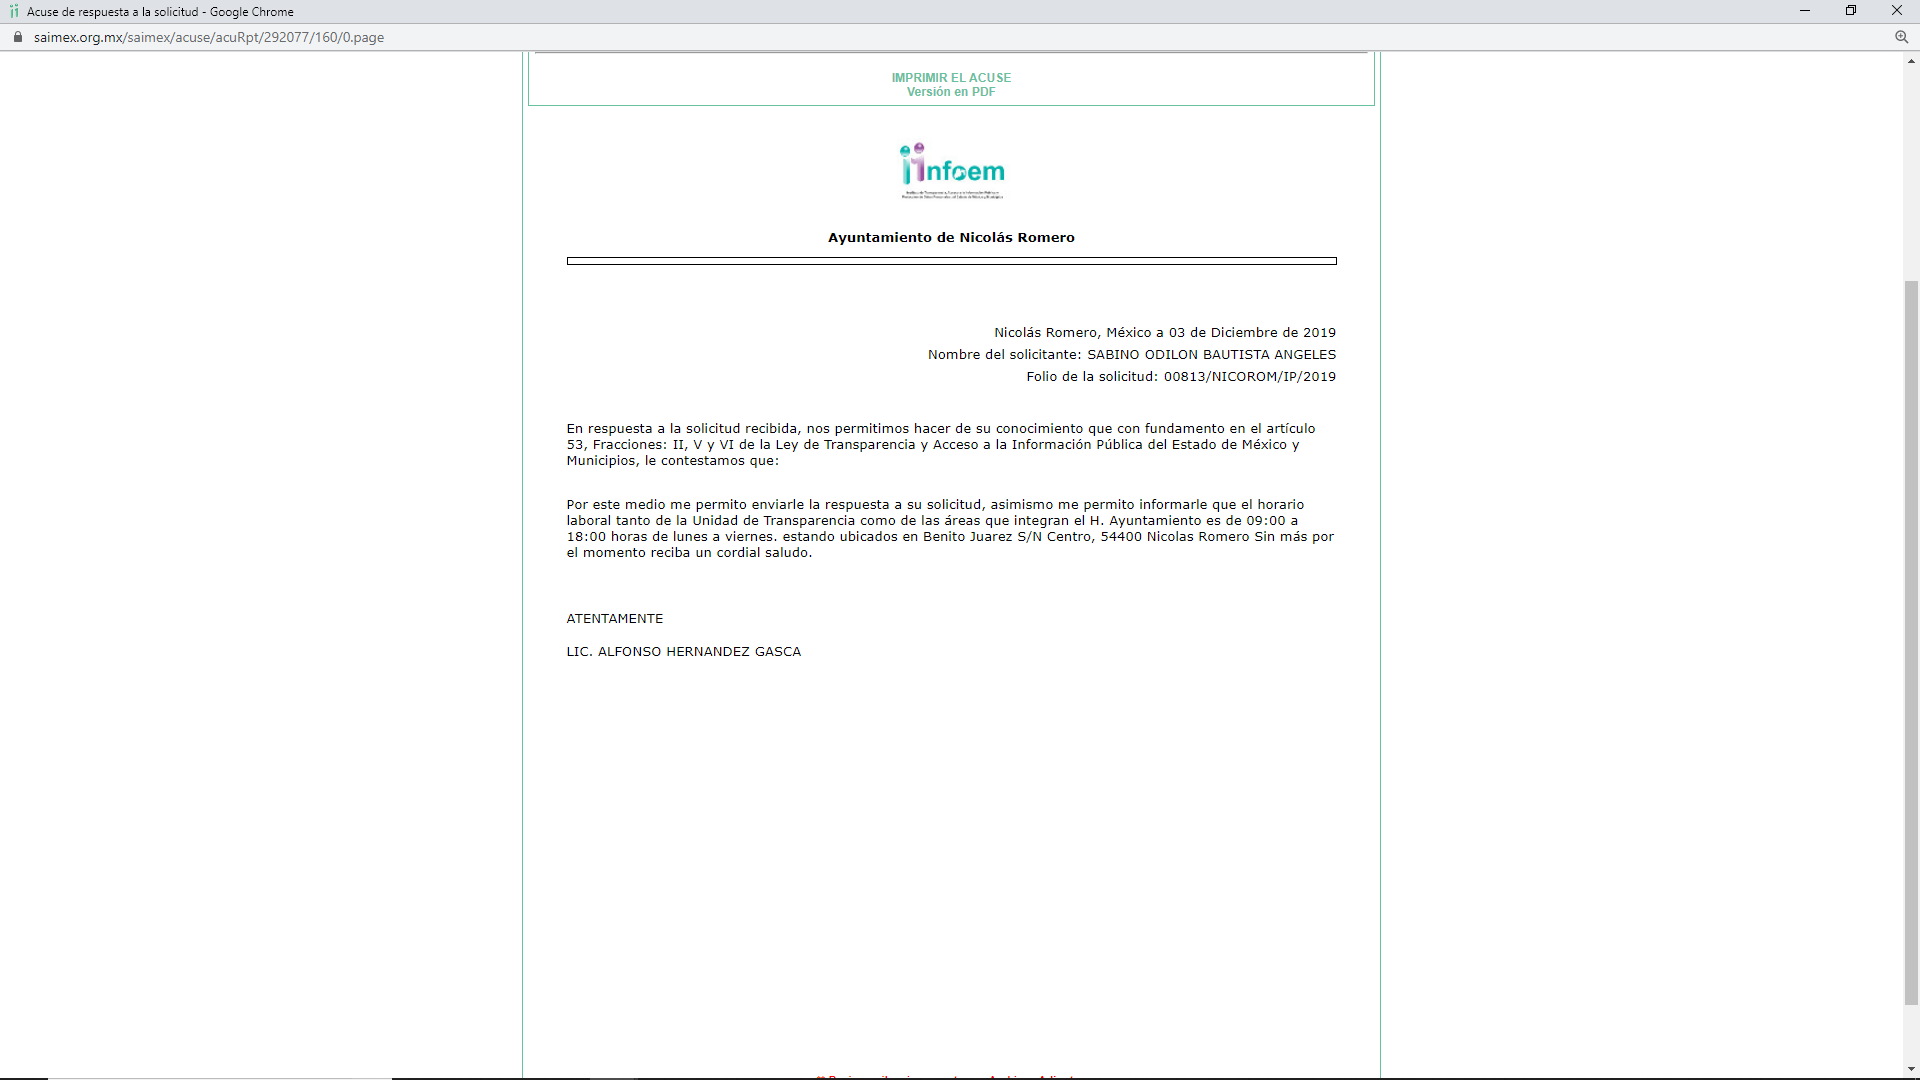 Acuse de respuesta a la solicitud - Google Chrome
saimex.org.mx/saimex/acuse/acuRpt/292077/160/0.page
IMPRIMIR EL ACUSE
Versión en PDF
infoem
Ayuntamiento de Nicolás Romero
Nicolás Romero, México a 03 de Diciembre de 2019
Nombre del solicitante: SABINO ODILON BAUTISTA ANGELES
Folio de la solicitud: 00813/NICOROM/IP/2019
En respuesta a la solicitud recibida, nos permitimos hacer de su conocimiento que con fundamento en el artículo
53, Fracciones: II, V y VI de la Ley de Transparencia y Acceso a la Información Pública del Estado de México y
Municipios, le contestamos que:
Por este medio me permito enviarle la respuesta a su solicitud, asimismo me permito informarle que el horario
laboral tanto de la Unidad de Transparencia como de las áreas que integran el H. Ayuntamiento es de 09:00 a
18:00 horas de lunes a viernes. estando ubicados en Benito Juarez S/N Centro, 54400 Nicolas Romero Sin más por
el momento reciba un cordial saludo.
ATENTAMENTE
LIC. ALFONSO HERNANDEZ GASCA